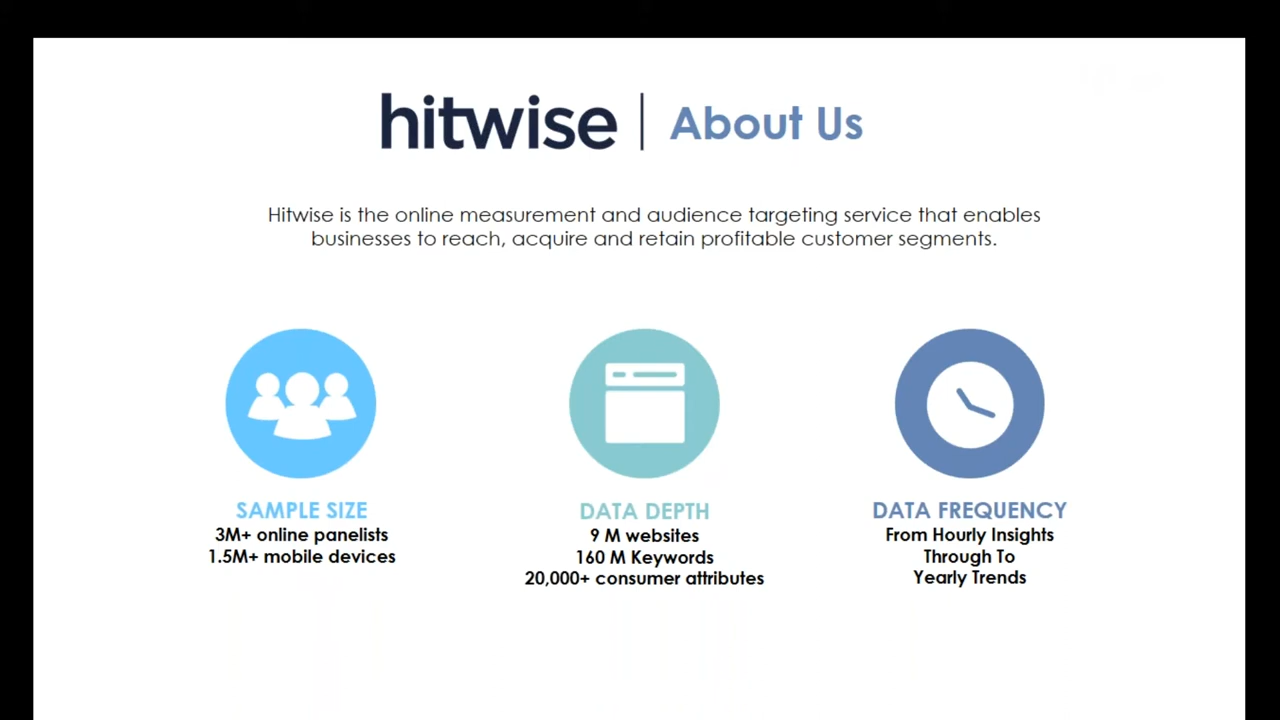 hitwise | About Us
Hitwise is the online measurement and audience targeting service that enables
businesses to reach, acquire and retain profitable customer segments.
SAMPLE SIZE
3M+ online panelists
1.5M+ mobile devices
DATA DEPTH
9 M websites
160 M Keywords
20,000+ consumer attributes
DATA FREQUENCY
From Hourly Insights
Through To
Yearly Trends